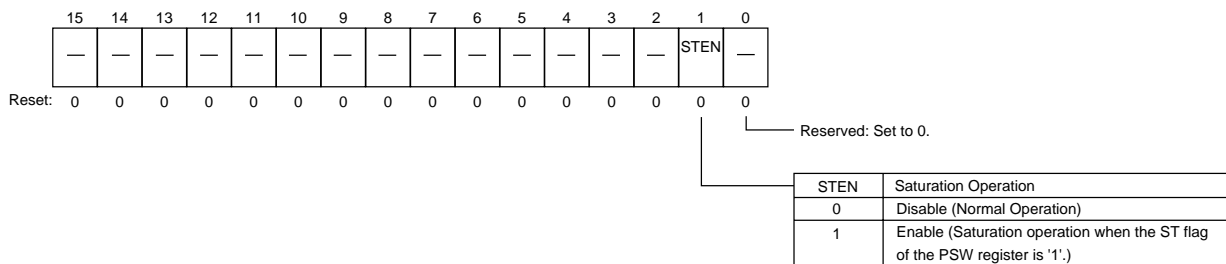 15 14 13 12 11 10 9 8 7 6 5 4 3 2 1 0
— — — — — — — — — — — — — — STEN —
Reset: 0 0 0 0 0 0 0 0 0 0 0 0 0 0 0 0
Reserved: Set to 0.
STEN Saturation Operation
0 Disable (Normal Operation)
1 Enable (Saturation operation when the ST flag
of the PSW register is '1'.)